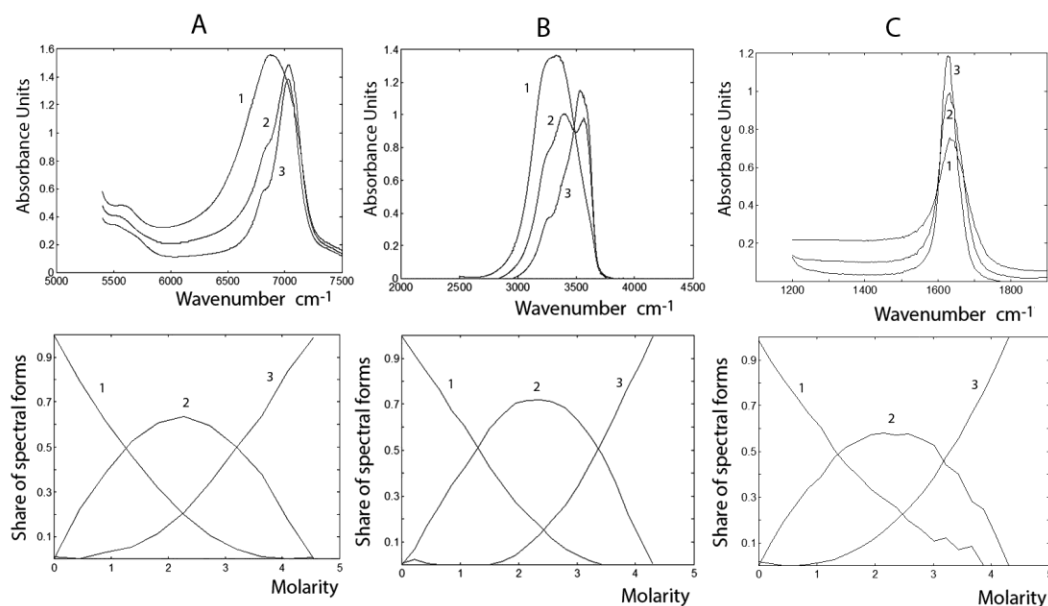 A
Absorbance Units
1.6
1.4
1.2
1
0.8
0.6
0.4
0.2
0
1
2
3
5000 5500 6000 6500 7000 7500
Wavenumber cm-1
B
Absorbance Units
1.4
1.2
1
0.8
0.6
0.4
0.2
0
1
2
3
2000 2500 3000 3500 4000 4500
Wavenumber cm-1
C
Absorbance Units
1.2
1
0.8
0.6
0.4
0.2
3
2
1
1200 1400 1600 1800
Wavenumber cm-1
Share of spectral forms
0.9
0.7
0.5
0.3
0.1
1
2
3
0 1 2 3 4 5
Molarity
Share of spectral forms
0.9
0.7
0.5
0.3
0.1
1
2
3
0 1 2 3 4 5
Molarity
Share of spectral forms
0.9
0.7
0.5
0.3
0.1
1
2
3
0 1 2 3 4 5
Molarity